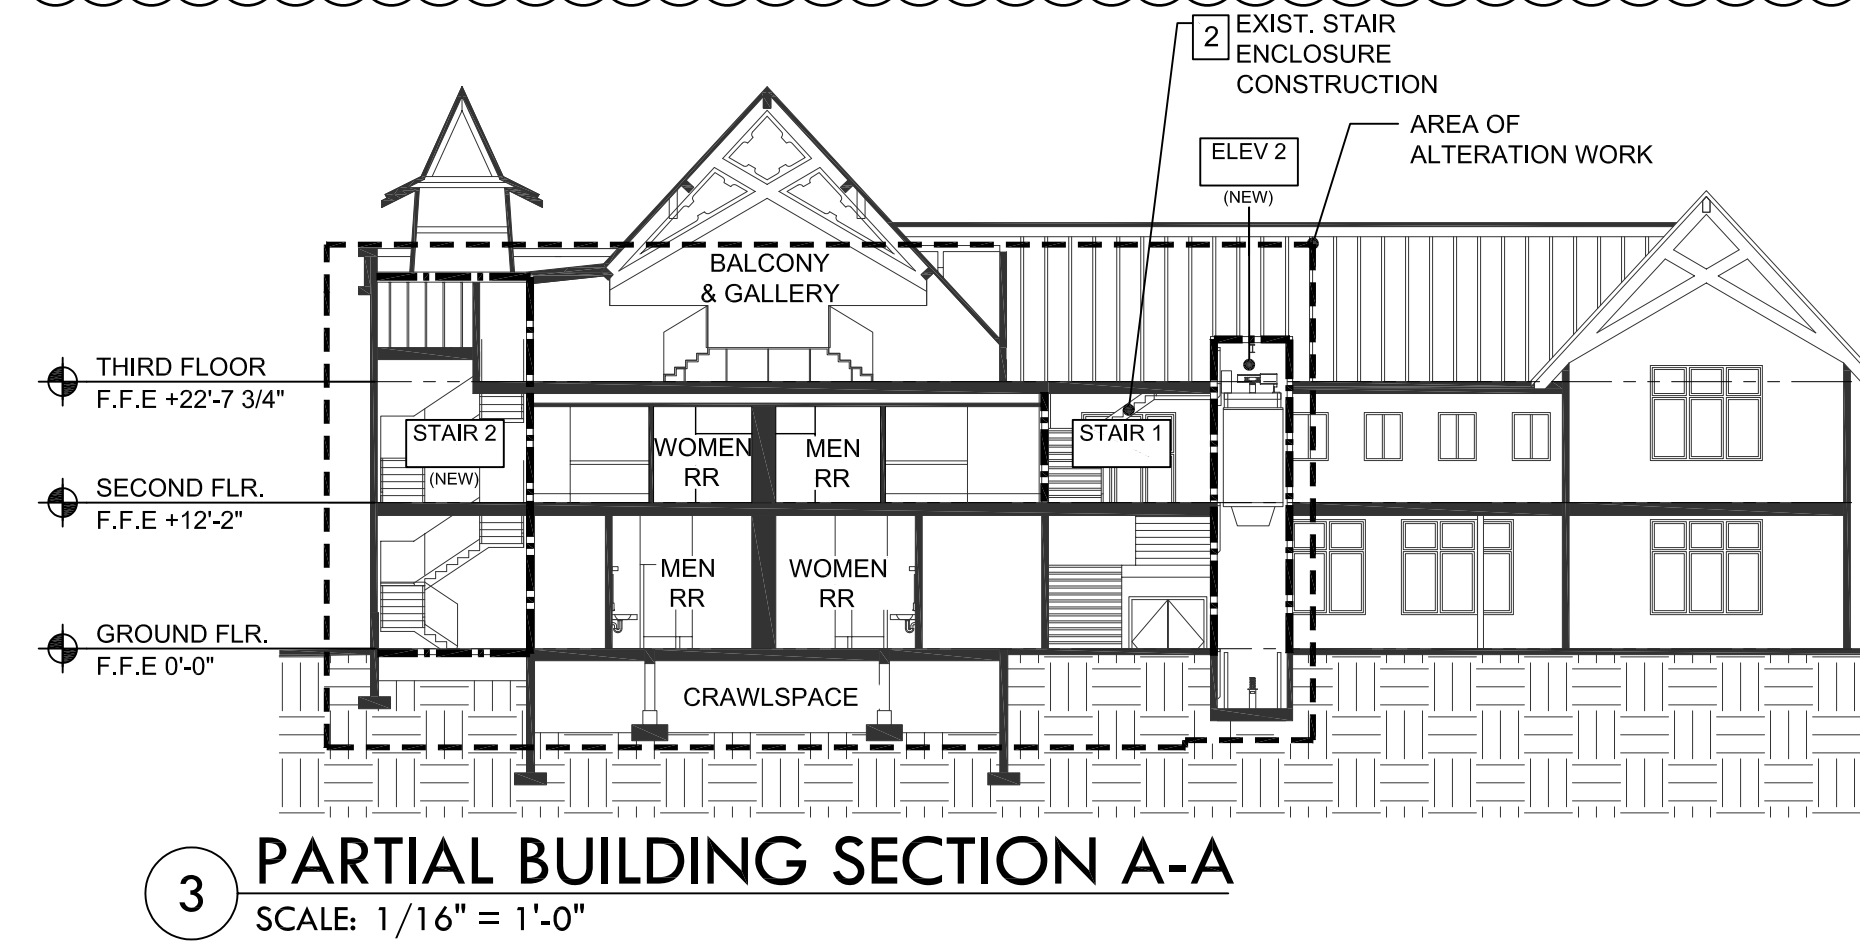 2 EXIST. STAIR
ENCLOSURE
CONSTRUCTION
AREA OF
ALTERATION WORK
ELEV 2
(NEW)
BALCONY
& GALLERY
THIRD FLOOR
F.F.E +22'-7 3/4"
STAIR 2
(NEW)
WOMEN
RR
MEN
RR
STAIR 1
SECOND FLR.
F.F.E +12'-2"
MEN
RR
WOMEN
RR
GROUND FLR.
F.F.E 0'-0"
CRAWLSPACE
3 PARTIAL BUILDING SECTION A-A
SCALE: 1/16" = 1'-0"